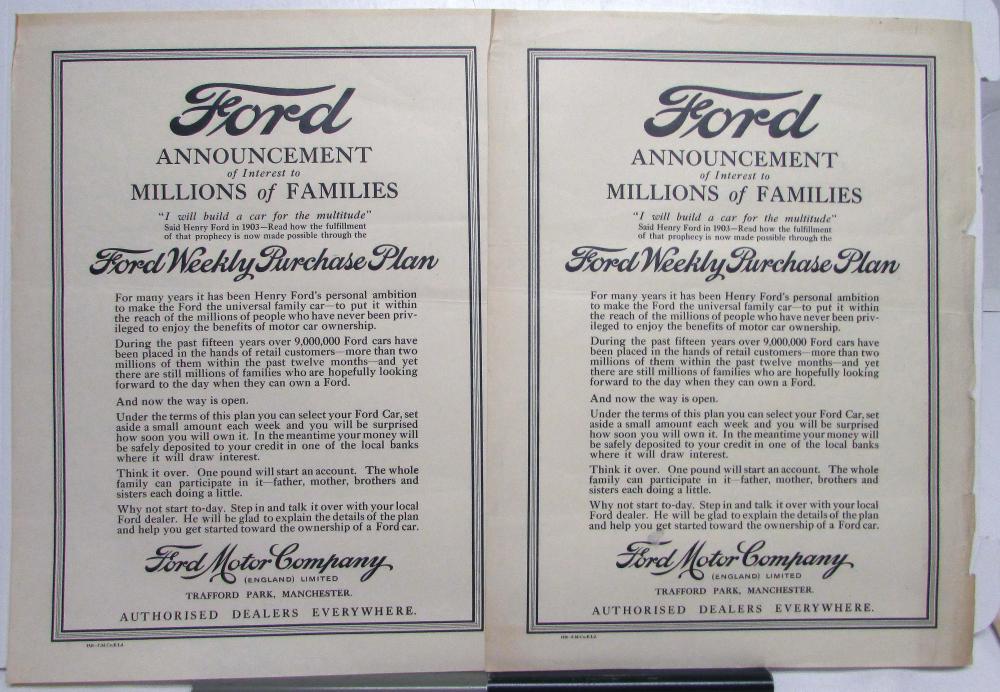 Ford
ANNOUNCEMENT
of Interest to
MILLIONS of FAMILIES
"I will build a car for the multitude"
Said Henry Ford in 1903—Read how the fulfillment
of that prophecy is now made possible through the
Ford Weekly Purchase Plan
For many years it has been Henry Ford's personal ambition
to make the Ford the universal family car—to put it within
the reach of the millions of people who have never been priv-
ileged to enjoy the benefits of motor car ownership.
During the past fifteen years over 9,000,000 Ford cars have
been placed in the hands of retail customers—more than two
millions of them within the past twelve months—and yet
there are still millions of families who are hopefully looking
forward to the day when they can own a Ford.
And now the way is open.
Under the terms of this plan you can select your Ford Car, set
aside a small amount each week and you will be surprised
how soon you will own it. In the meantime your money will
be safely deposited to your credit in one of the local banks
where it will draw interest.
Think it over. One pound will start an account. The whole
family can participate in it—father, mother, brothers and
sisters each doing a little.
Why not start to-day. Step in and talk it over with your local
Ford dealer. He will be glad to explain the details of the plan
and help you get started toward the ownership of a Ford car.
Ford Motor Company
(ENGLAND) LIMITED
TRAFFORD PARK, MANCHESTER.
AUTHORISED DEALERS EVERYWHERE.
Ford
ANNOUNCEMENT
of Interest to
MILLIONS of FAMILIES
"I will build a car for the multitude"
Said Henry Ford in 1903—Read how the fulfillment
of that prophecy is now made possible through the
Ford Weekly Purchase Plan
For many years it has been Henry Ford's personal ambition
to make the Ford the universal family car—to put it within
the reach of the millions of people who have never been priv-
ileged to enjoy the benefits of motor car ownership.
During the past fifteen years over 9,000,000 Ford cars have
been placed in the hands of retail customers—more than two
millions of them within the past twelve months—and yet
there are still millions of families who are hopefully looking
forward to the day when they can own a Ford.
And now the way is open.
Under the terms of this plan you can select your Ford Car, set
aside a small amount each week and you will be surprised
how soon you will own it. In the meantime your money will
be safely deposited to your credit in one of the local banks
where it will draw interest.
Think it over. One pound will start an account. The whole
family can participate in it—father, mother, brothers and
sisters each doing a little.
Why not start to-day. Step in and talk it over with your local
Ford dealer. He will be glad to explain the details of the plan
and help you get started toward the ownership of a Ford car.
Ford Motor Company
(ENGLAND) LIMITED
TRAFFORD PARK, MANCHESTER.
AUTHORISED DEALERS EVERYWHERE.